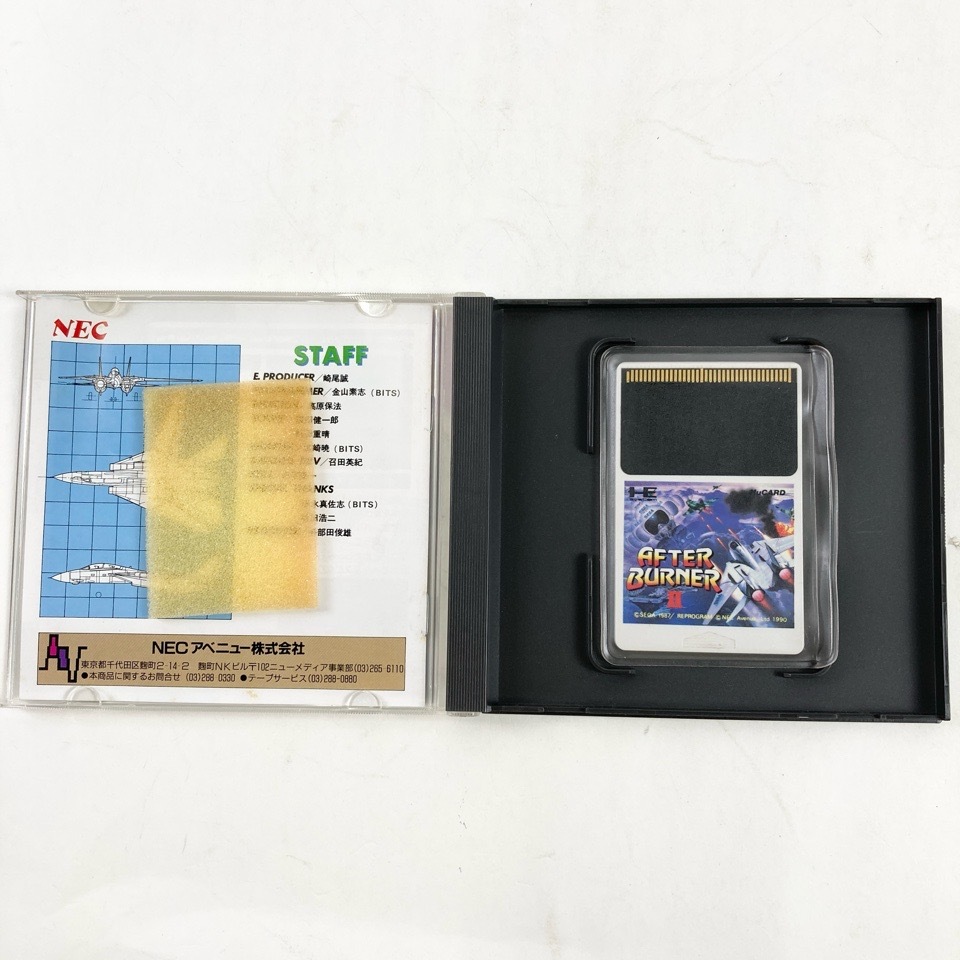 NEC
STAFF
E. PRODUCER／崎尾誠
MER／金山素志(BITS)
高原保法
健一郎
重晴
崎暁(BITS)
V／召田英紀
NKS
水真佐志(BITS)
浩二
部田俊雄
NECアベニュー株式会社
東京都千代田区麹町2-14-2 麹町NKビル〒102ニューメディア事業部(03)265 6110
●本商品に関するお問合せ (03)288 0330 ●テープサービス(03)288-0680
HE
HuCARD
AFTER
BURNER
II
©SEGA 1987/ REPROGRAM © NEC Avenue, Ltd 1990